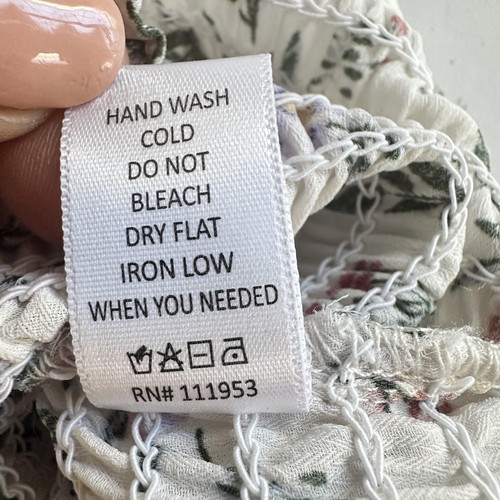 HAND WASH
COLD
DO NOT
BLEACH
DRY FLAT
IRON LOW
WHEN YOU NEEDED
RN# 111953